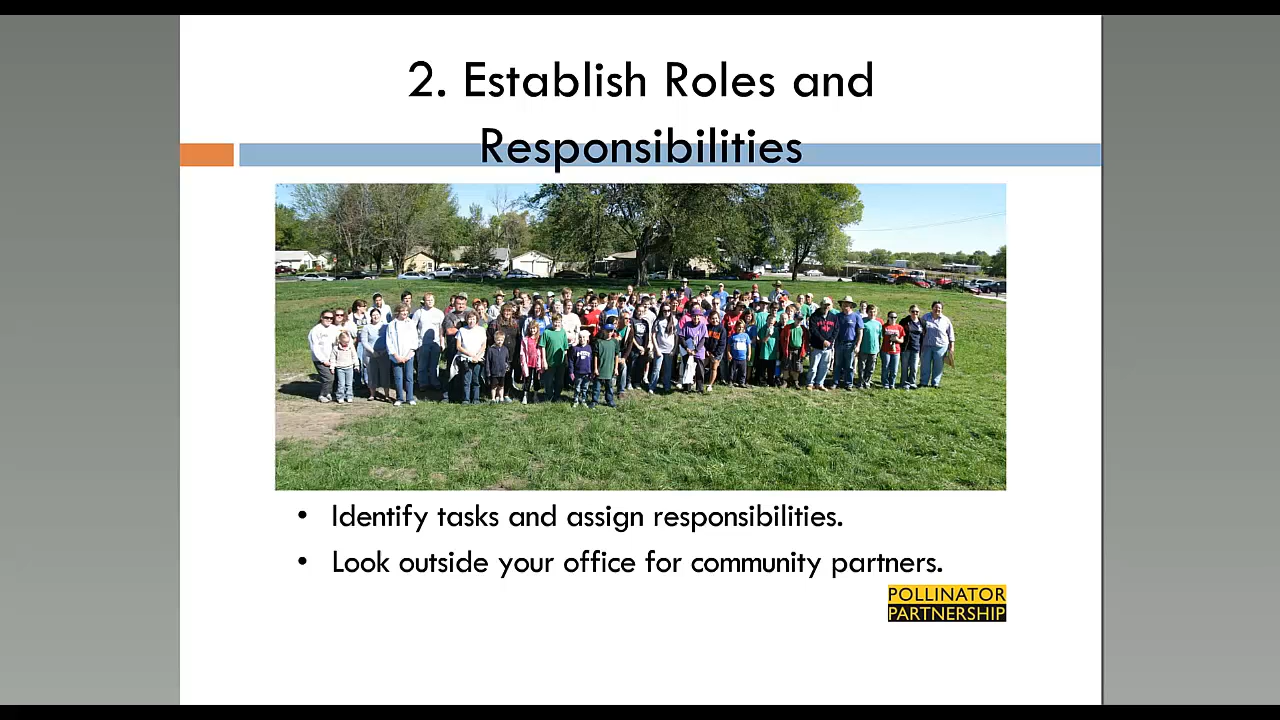 2. Establish Roles and
Responsibilities
• Identify tasks and assign responsibilities.
• Look outside your office for community partners.
POLLINATOR
PARTNERSHIP